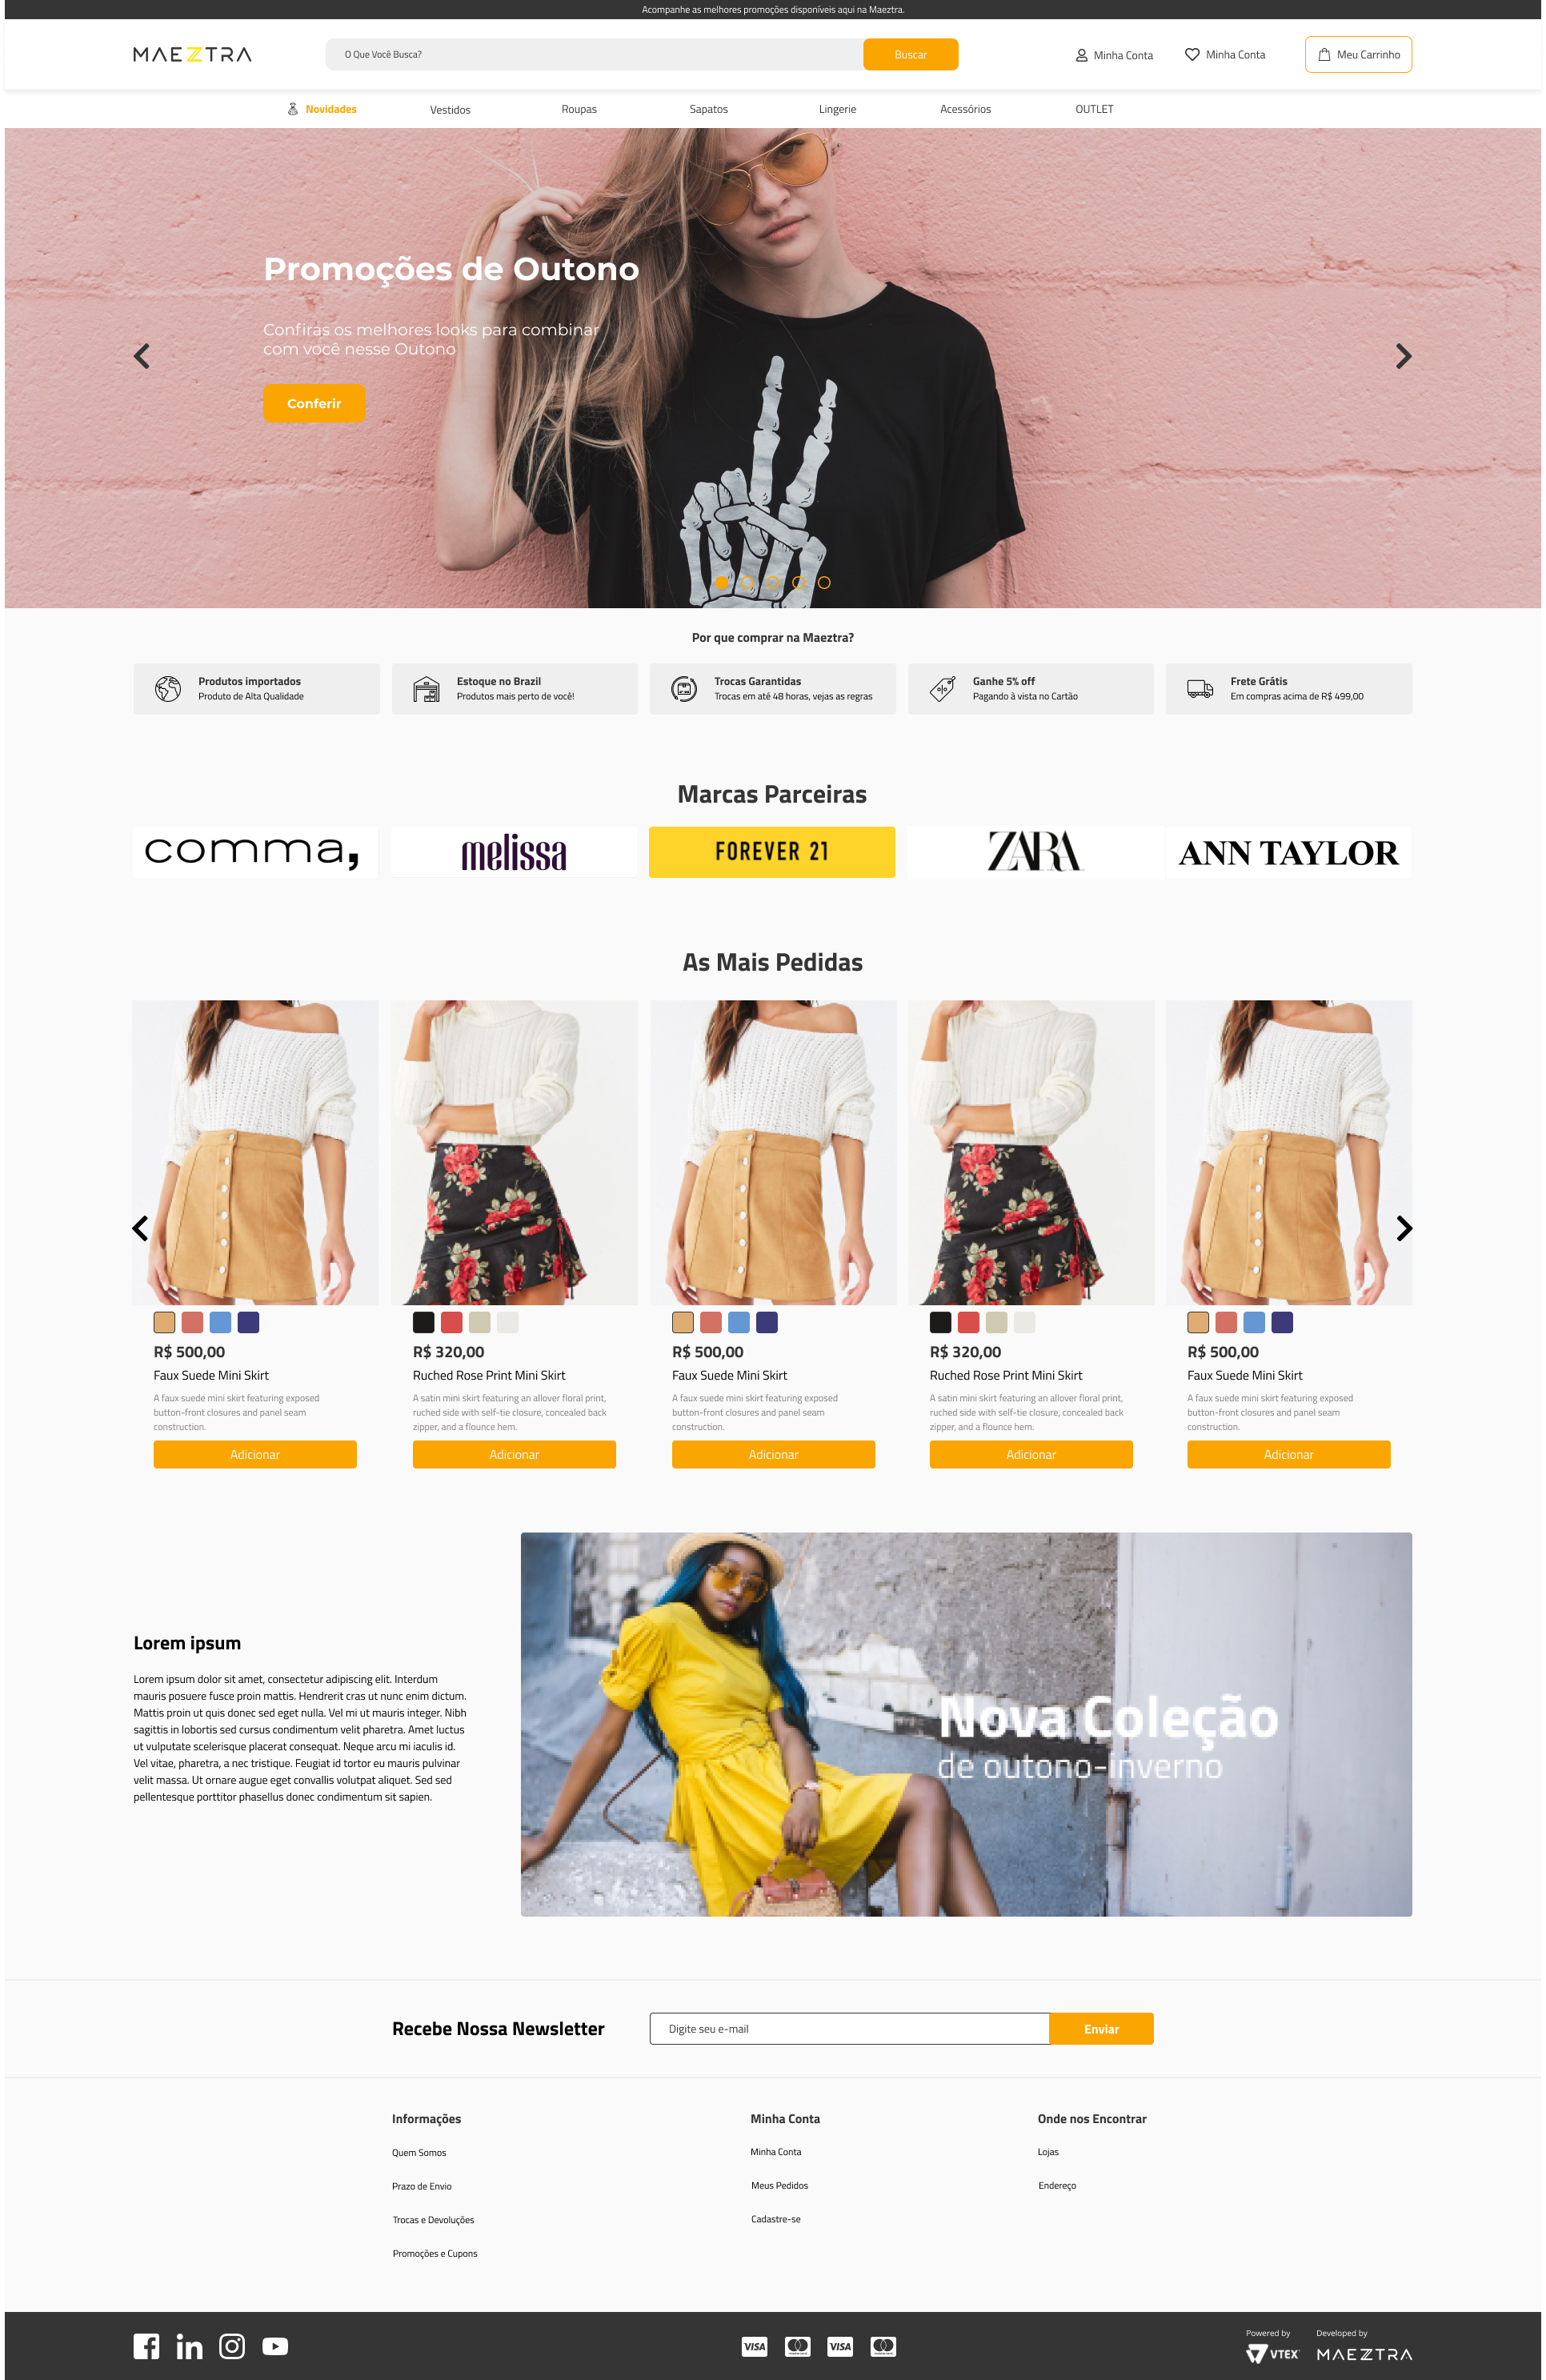 Acompanhe as melhores promoções disponíveis aqui na Maeztra.
MAEZTRA
O Que Você Busca?
Buscar
Minha Conta
Minha Conta
Meu Carrinho
Novidades
Vestidos
Roupas
Sapatos
Lingerie
Acessórios
OUTLET
Promoções de Outono
Confiras os melhores looks para combinar
com você nesse Outono
Conferir
Por que comprar na Maeztra?
Produtos importados
Produto de Alta Qualidade
Estoque no Brazil
Produtos mais perto de você!
Trocas Garantidas
Trocas em até 48 horas, vejas as regras
Ganhe 5% off
Pagando à vista no Cartão
Frete Grátis
Em compras acima de R$ 499,00
Marcas Parceiras
comma,
melissa
FOREVER 21
ZARA
ANN TAYLOR
As Mais Pedidas
R$ 500,00
Faux Suede Mini Skirt
A faux suede mini skirt featuring exposed
button-front closures and panel seam
construction.
Adicionar
R$ 320,00
Ruched Rose Print Mini Skirt
A satin mini skirt featuring an allover floral print,
ruched side with self-tie closure, concealed back
zipper, and a flounce hem.
Adicionar
R$ 500,00
Faux Suede Mini Skirt
A faux suede mini skirt featuring exposed
button-front closures and panel seam
construction.
Adicionar
R$ 320,00
Ruched Rose Print Mini Skirt
A satin mini skirt featuring an allover floral print,
ruched side with self-tie closure, concealed back
zipper, and a flounce hem.
Adicionar
R$ 500,00
Faux Suede Mini Skirt
A faux suede mini skirt featuring exposed
button-front closures and panel seam
construction.
Adicionar
Lorem ipsum
Lorem ipsum dolor sit amet, consectetur adipiscing elit. Interdum
mauris posuere fusce proin mattis. Hendrerit cras ut nunc enim dictum.
Mattis proin ut quis donec sed eget nulla. Vel mi ut mauris integer. Nibh
sagittis in lobortis sed cursus condimentum velit pharetra. Amet luctus
ut vulputate scelerisque placerat consequat. Neque arcu mi iaculis id.
Vel vitae, pharetra, a nec tristique. Feugiat id tortor eu mauris pulvinar
velit massa. Ut ornare augue eget convallis volutpat aliquet. Sed sed
pellentesque porttitor phasellus donec condimentum sit sapien.
Nova Coleção
de outono-inverno
Recebe Nossa Newsletter
Digite seu e-mail
Enviar
Informações
Quem Somos
Prazo de Envio
Trocas e Devoluções
Promoções e Cupons
Minha Conta
Minha Conta
Meus Pedidos
Cadastre-se
Onde nos Encontrar
Lojas
Endereço
VISA
VISA
Powered by
VTEX
Developed by
MAEZTRA